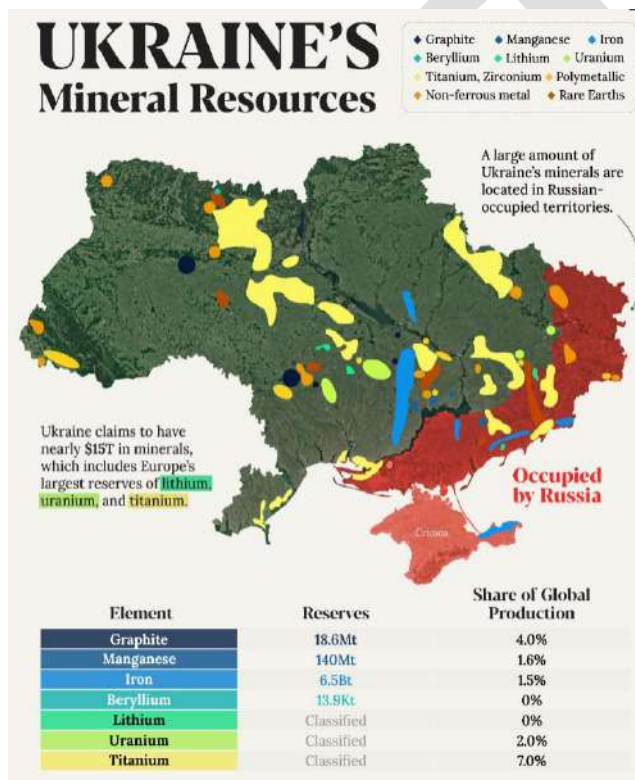 UKRAINE'S
Mineral Resources
Graphite Manganese Iron
Beryllium Lithium Uranium
Titanium, Zirconium Polymetallic
Non-ferrous metal Rare Earths
A large amount of
Ukraine's minerals are
located in Russian-
occupied territories.
Ukraine claims to have
nearly $15T in minerals,
which includes Europe's
largest reserves of lithium,
uranium, and titanium.
Occupied
by Russia
Crimea
Element Reserves Share of Global Production
Graphite 18.6Mt 4.0%
Manganese 140Mt 1.6%
Iron 6.5Bt 1.5%
Beryllium 13.9Kt 0%
Lithium Classified 0%
Uranium Classified 2.0%
Titanium Classified 7.0%